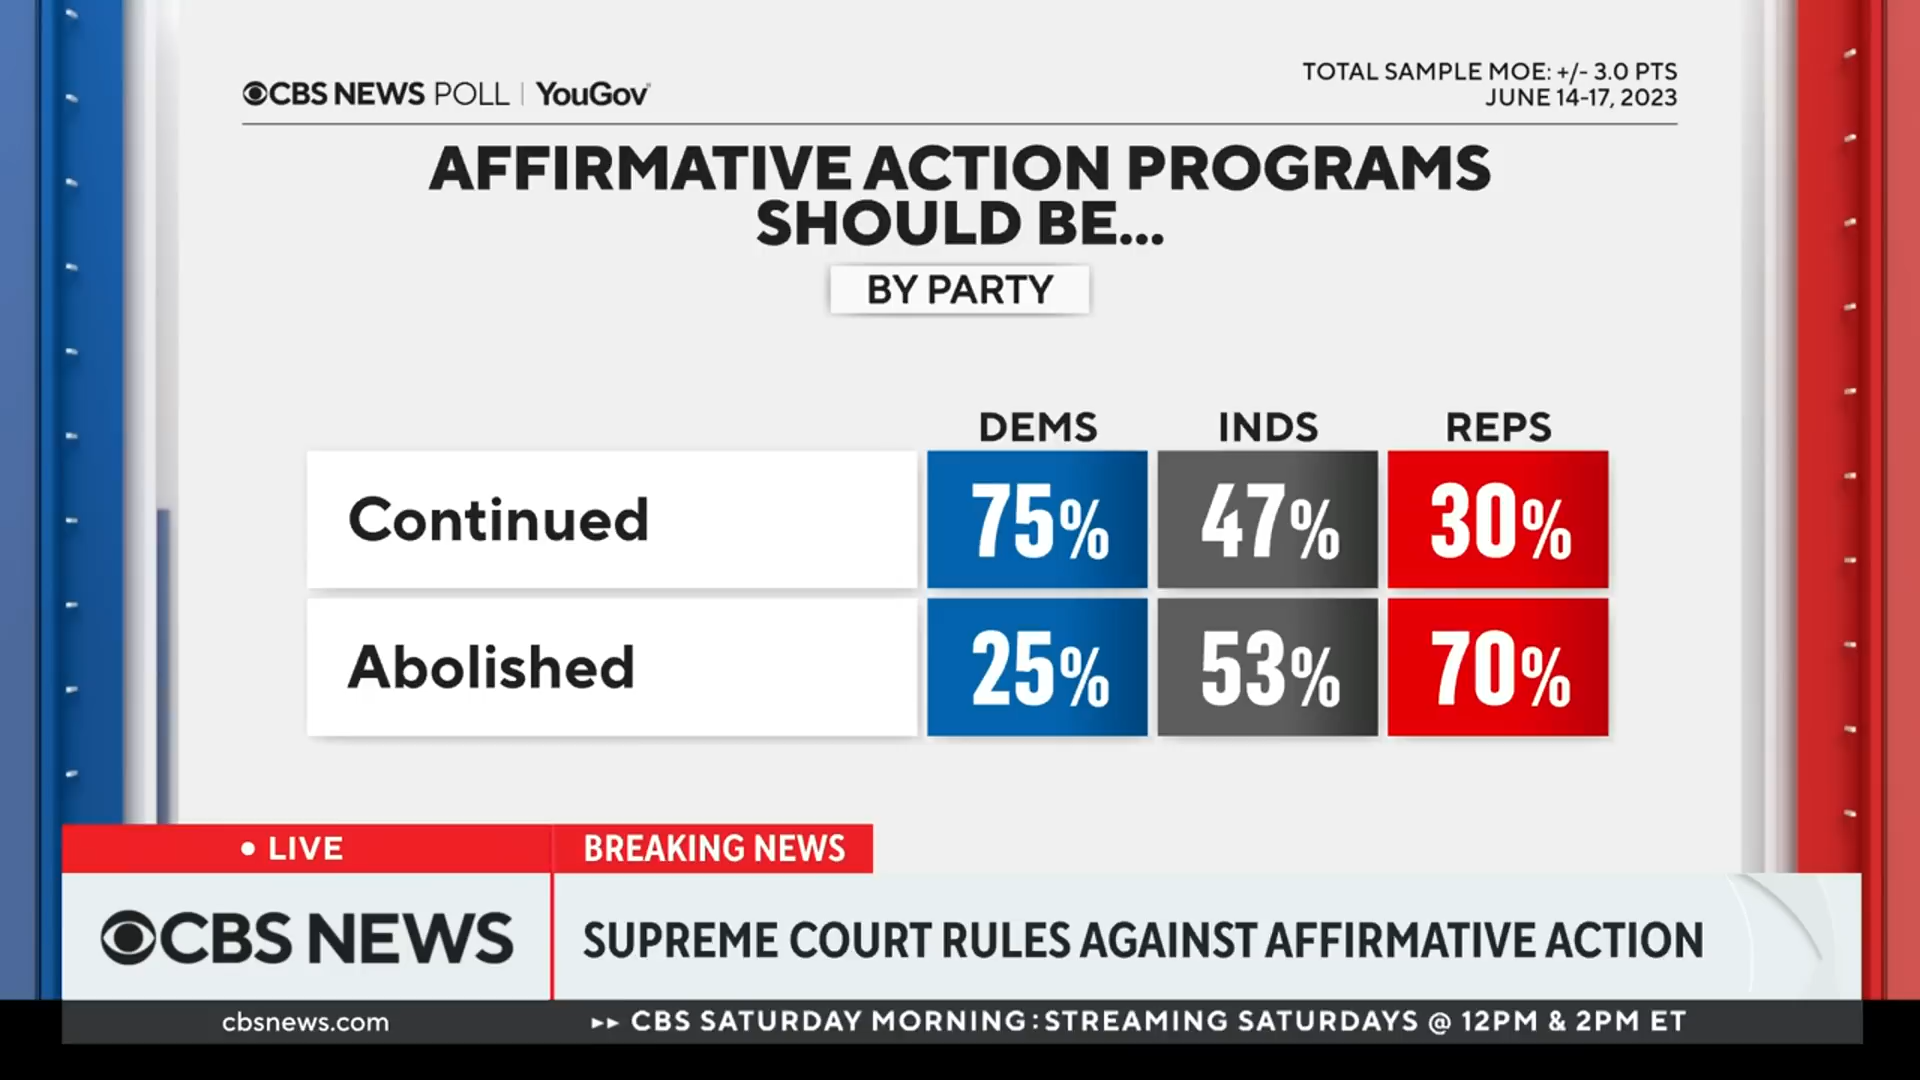 CBS NEWS POLL | YouGov
TOTAL SAMPLE MOE: +/- 3.0 PTS
JUNE 14-17, 2023
AFFIRMATIVE ACTION PROGRAMS
SHOULD BE...
BY PARTY
DEMS INDS REPS
Continued 75% 47% 30%
Abolished 25% 53% 70%
• LIVE BREAKING NEWS
CBS NEWS SUPREME COURT RULES AGAINST AFFIRMATIVE ACTION
cbsnews.com CBS SATURDAY MORNING: STREAMING SATURDAYS @ 12PM & 2PM ET